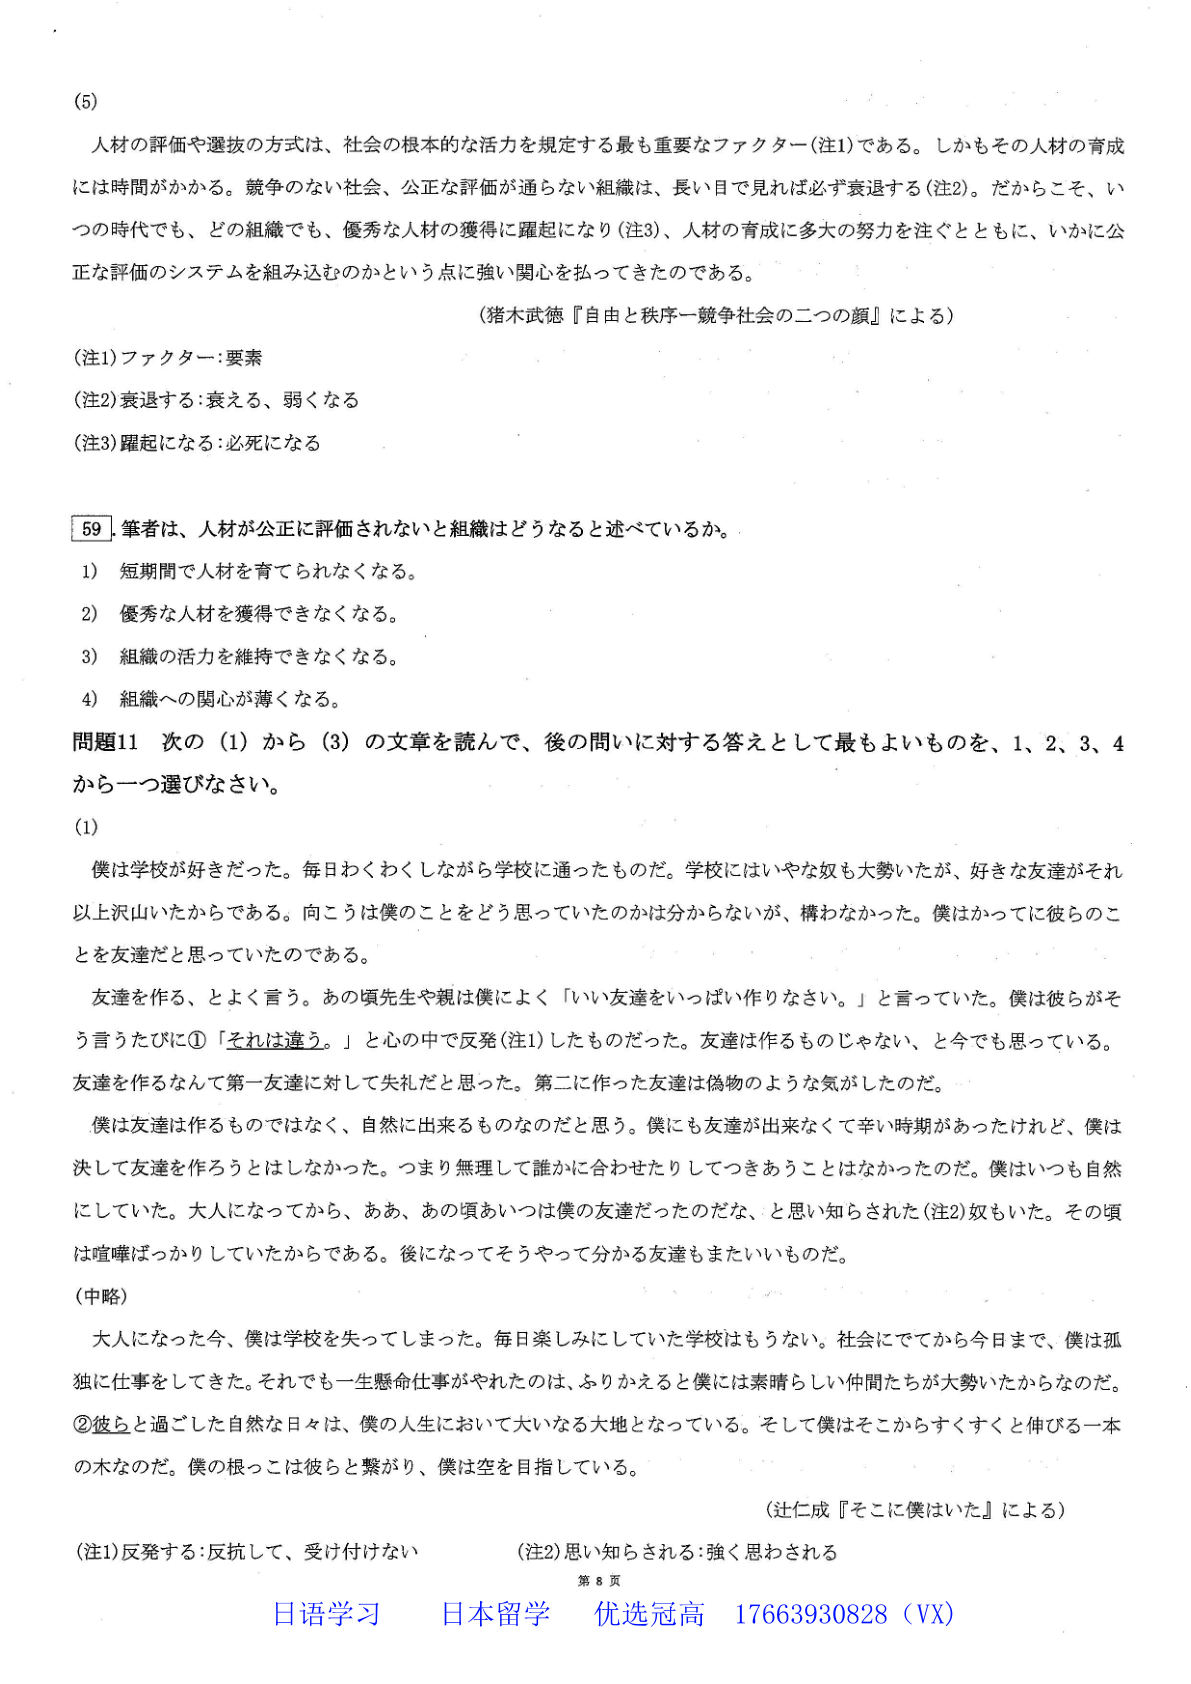 (5)
人材の評価や選抜の方式は、社会の根本的な活力を規定する最も重要なファクター(注1)である。しかもその人材の育成
には時間がかかる。競争のない社会、公正な評価が通らない組織は、長い目で見れば必ず衰退する(注2)。だからこそ、い
つの時代でも、どの組織でも、優秀な人材の獲得に躍起になり(注3)、人材の育成に多大の努力を注ぐとともに、いかに公
正な評価のシステムを組み込むのかという点に強い関心を払ってきたのである。
(猪木武徳『自由と秩序ー競争社会の二つの顔』による)
(注1)ファクター:要素
(注2)衰退する:衰える、弱くなる
(注3)躍起になる:必死になる
59.筆者は、人材が公正に評価されないと組織はどうなると述べているか。
1) 短期間で人材を育てられなくなる。
2) 優秀な人材を獲得できなくなる。
3) 組織の活力を維持できなくなる。
4) 組織への関心が薄くなる。
問題11 次の(1)から(3)の文章を読んで、後の問いに対する答えとして最もよいものを、1、2、3、4
から一つ選びなさい。
(1)
僕は学校が好きだった。毎日わくわくしながら学校に通ったものだ。学校にはいやな奴も大勢いたが、好きな友達がそれ
以上沢山いたからである。向こうは僕のことをどう思っていたのかは分からないが、構わなかった。僕はかってに彼らのこ
とを友達だと思っていたのである。
友達を作る、とよく言う。あの頃先生や親は僕によく「いい友達をいっぱい作りなさい。」と言っていた。僕は彼らがそ
う言うたびに①「それは違う。」と心の中で反発(注1)したものだった。友達は作るものじゃない、と今でも思っている。
友達を作るなんて第一友達に対して失礼だと思った。第二に作った友達は偽物のような気がしたのだ。
僕は友達は作るものではなく、自然に出来るものなのだと思う。僕にも友達が出来なくて辛い時期があったけれど、僕は
決して友達を作ろうとはしなかった。つまり無理して誰かに合わせたりしてつきあうことはなかったのだ。僕はいつも自然
にしていた。大人になってから、ああ、あの頃あいつは僕の友達だったのだな、と思い知らされた(注2)奴もいた。その頃
は喧嘩ばっかりしていたからである。後になってそうやって分かる友達もまたいいものだ。
(中略)
大人になった今、僕は学校を失ってしまった。毎日楽しみにしていた学校はもうない。社会にでてから今日まで、僕は孤
独に仕事をしてきた。それでも一生懸命仕事がやれたのは、ふりかえると僕には素晴らしい仲間たちが大勢いたからなのだ。
②彼らと過ごした自然な日々は、僕の人生において大いなる大地となっている。そして僕はそこからすくすくと伸びる一本
の木なのだ。僕の根っこは彼らと繋がり、僕は空を目指している。
(辻仁成『そこに僕はいた』による)
(注1)反発する:反抗して、受け付けない (注2)思い知らされる:強く思わされる
第 8 页
日语学习 日本留学 优选冠高 17663930828（VX)